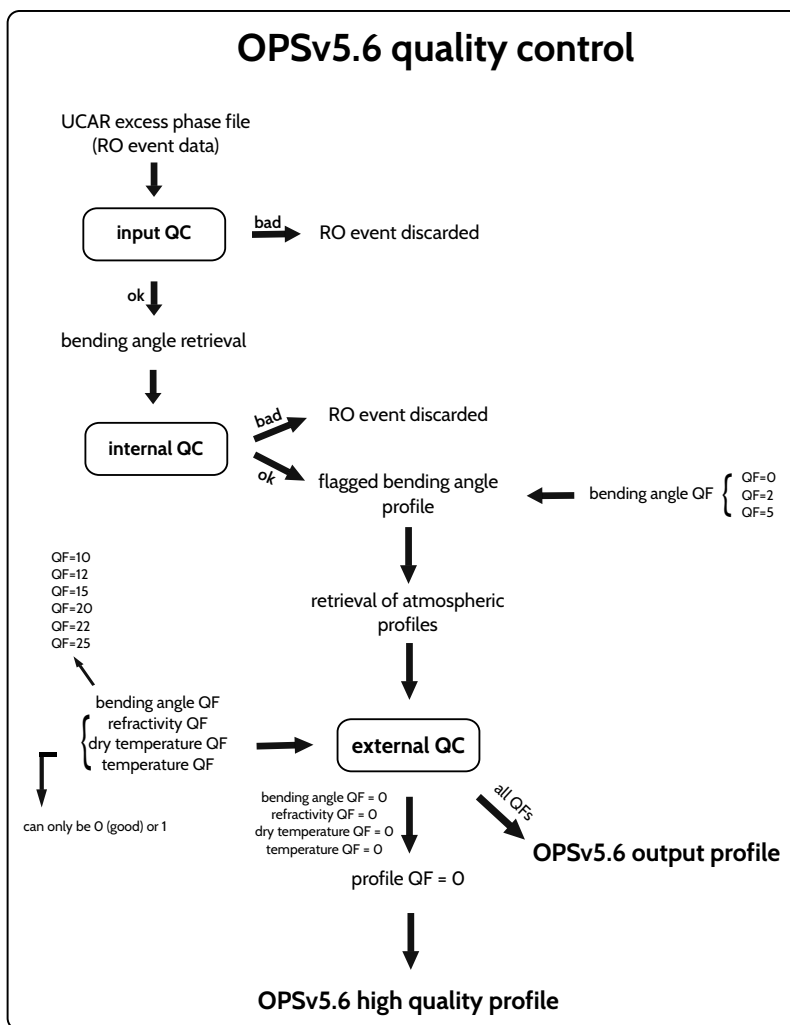 OPSv5.6 quality control
UCAR excess phase file
(RO event data)
input QC
bad
RO event discarded
ok
bending angle retrieval
internal QC
bad
RO event discarded
ok
flagged bending angle
profile
bending angle QF
QF=0
QF=2
QF=5
retrieval of atmospheric
profiles
QF=10
QF=12
QF=15
QF=20
QF=22
QF=25
bending angle QF
refractivity QF
dry temperature QF
temperature QF
can only be 0 (good) or 1
external QC
bending angle QF = 0
refractivity QF = 0
dry temperature QF = 0
temperature QF = 0
all QFs
OPSv5.6 output profile
profile QF = 0
OPSv5.6 high quality profile